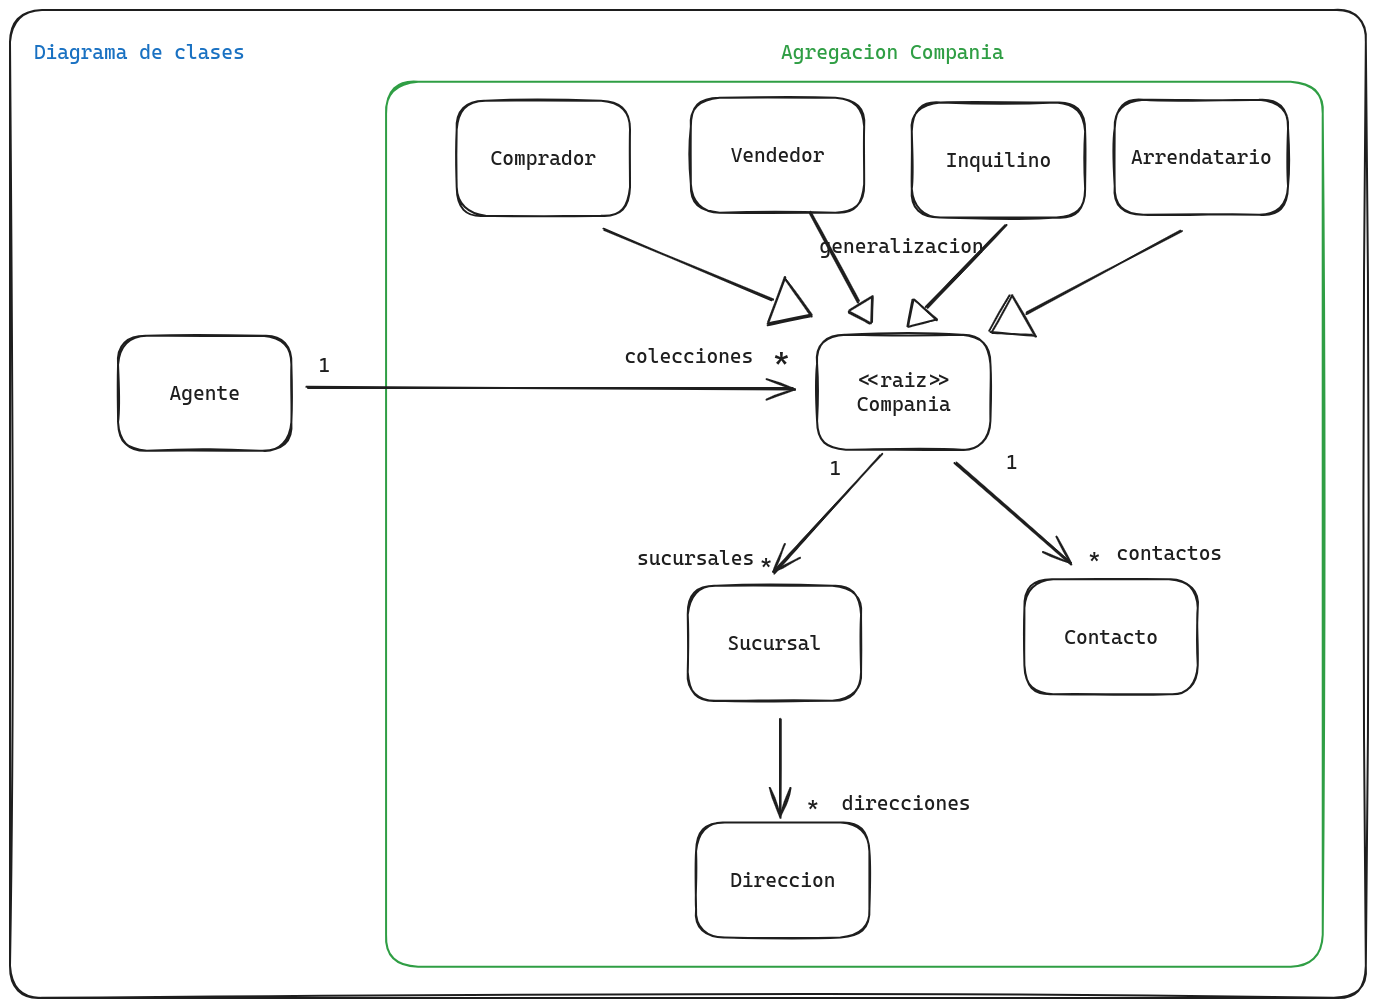 Diagrama de clases
Agregacion Compania
Comprador
Vendedor
Inquilino
Arrendatario
generalizacion
Agente
1
colecciones *
<<raiz>>
Compania
1
1
sucursales *
* contactos
Sucursal
Contacto
* direcciones
Direccion